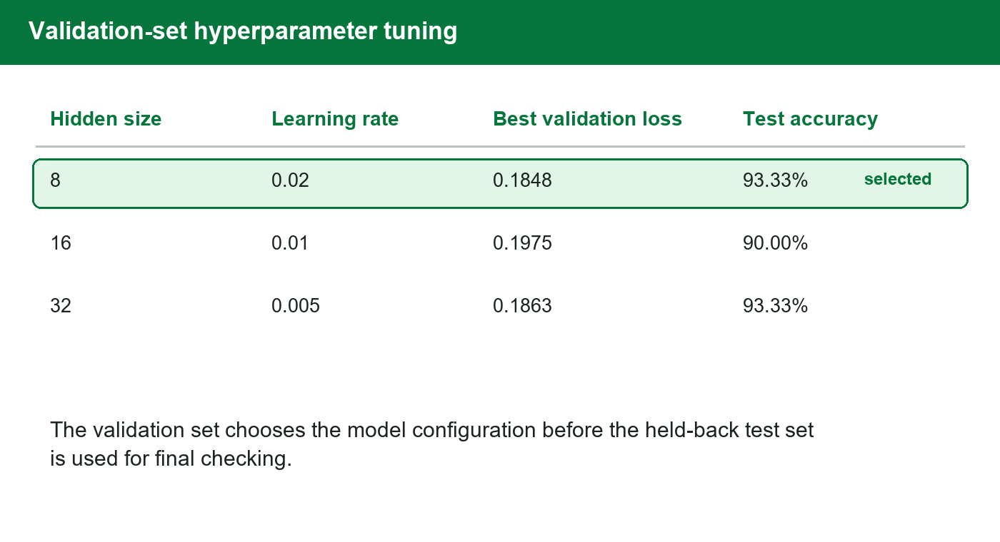 Validation-set hyperparameter tuning
Hidden size Learning rate Best validation loss Test accuracy
8 0.02 0.1848 93.33% selected
16 0.01 0.1975 90.00%
32 0.005 0.1863 93.33%
The validation set chooses the model configuration before the held-back test set
is used for final checking.